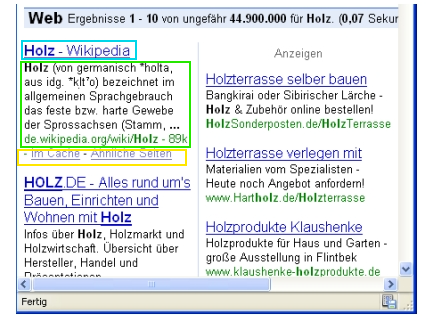 Web Ergebnisse 1 - 10 von ungefähr 44.900.000 für Holz. (0,07 Sekun
Holz - Wikipedia
Holz (von germanisch *holta,
aus idg. *kl̩tˀo) bezeichnet im
allgemeinen Sprachgebrauch
das feste bzw. harte Gewebe
der Sprossachsen (Stamm, ...
de.wikipedia.org/wiki/Holz - 89k
- Im Cache - Ähnliche Seiten
HOLZ.DE - Alles rund um's
Bauen, Einrichten und
Wohnen mit Holz
Infos über Holz, Holzmarkt und
Holzwirtschaft. Übersicht über
Hersteller, Handel und
Präsentationen
Anzeigen
Holzterrasse selber bauen
Bangkirai oder Sibirischer Lärche -
Holz & Zubehör online bestellen!
HolzSonderposten.de/HolzTerrasse
Holzterrasse verlegen mit
Materialien vom Spezialisten -
Heute noch Angebot anfordern!
www.Hartholz.de/Holzterrasse
Holzprodukte Klaushenke
Holzprodukte für Haus und Garten -
große Ausstellung in Flintbek
www.klaushenke-holzprodukte.de
Fertig